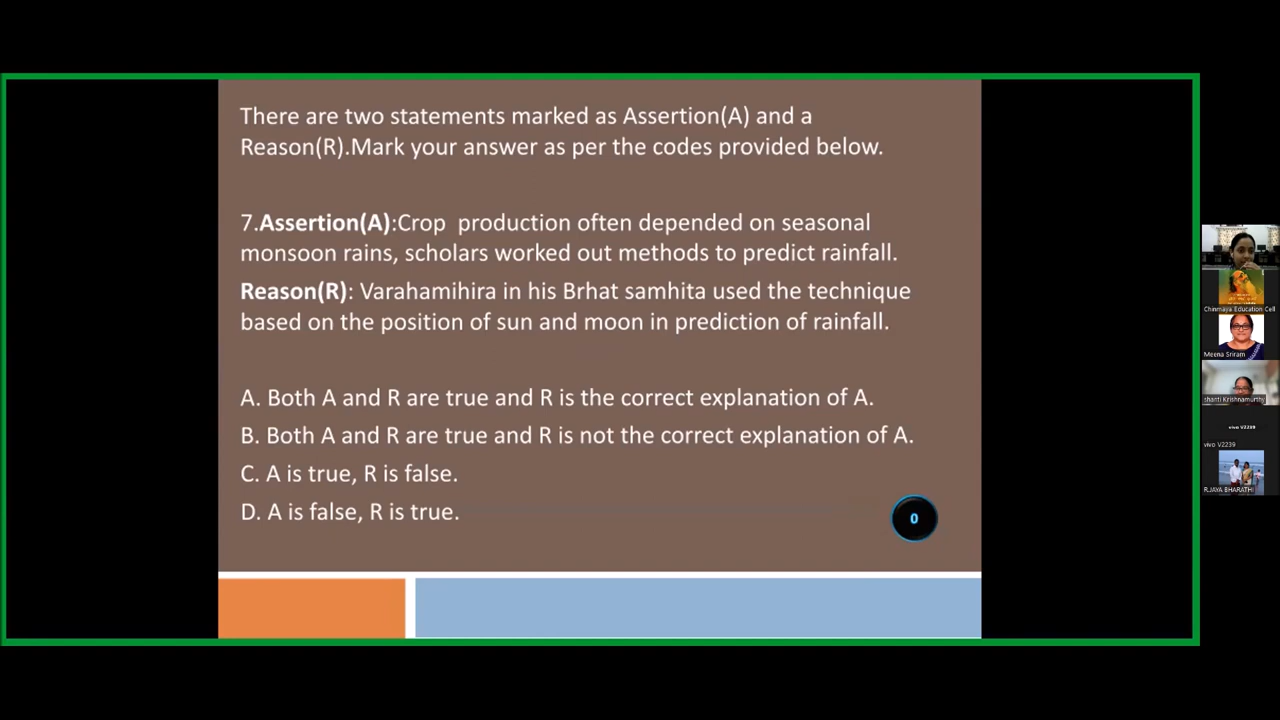 There are two statements marked as Assertion(A) and a
Reason(R).Mark your answer as per the codes provided below.
7.Assertion(A):Crop production often depended on seasonal
monsoon rains, scholars worked out methods to predict rainfall.
Reason(R): Varahamihira in his Brhat samhita used the technique
based on the position of sun and moon in prediction of rainfall.
A. Both A and R are true and R is the correct explanation of A.
B. Both A and R are true and R is not the correct explanation of A.
C. A is true, R is false.
D. A is false, R is true.
0
Chinmaya Education Cell
Meena Sriram
shanti Krishnamurthy
vivo V2239
vivo V2239
R.JAYA BHARATHI